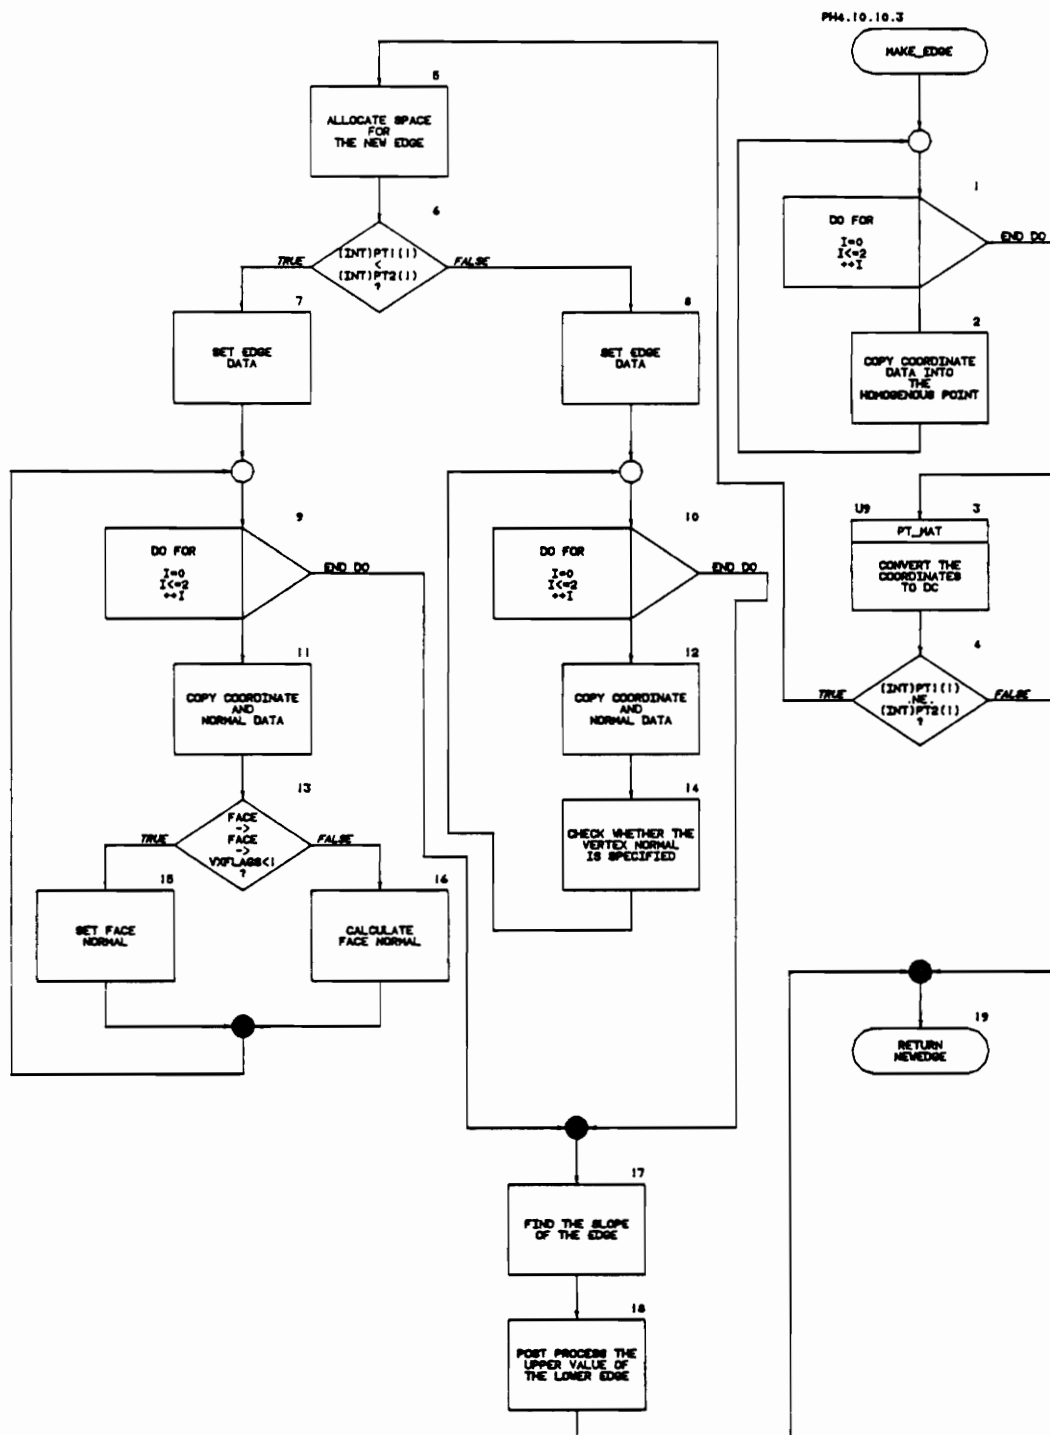 PH4.10.10.3
MAKE_EDGE
1
DO FOR
I=0
I<=2
++I
END DO
2
COPY COORDINATE
DATA INTO
THE
HOMOGENOUS POINT
U9
3
PT_MAT
CONVERT THE
COORDINATES
TO DC
4
(INT)PT1(1)
.NE.
(INT)PT2(1)
?
TRUE
FALSE
5
ALLOCATE SPACE
FOR
THE NEW EDGE
6
(INT)PT1(1)
<
(INT)PT2(1)
?
TRUE
FALSE
7
SET EDGE
DATA
8
SET EDGE
DATA
9
DO FOR
I=0
I<=2
++I
END DO
10
DO FOR
I=0
I<=2
++I
END DO
11
COPY COORDINATE
AND
NORMAL DATA
12
COPY COORDINATE
AND
NORMAL DATA
13
FACE
->
FACE
->
VXFLAGS<1
?
TRUE
FALSE
14
CHECK WHETHER THE
VERTEX NORMAL
IS SPECIFIED
15
SET FACE
NORMAL
16
CALCULATE
FACE NORMAL
17
FIND THE SLOPE
OF THE EDGE
18
POST PROCESS THE
UPPER VALUE OF
THE LOWER EDGE
19
RETURN
NEWEDGE